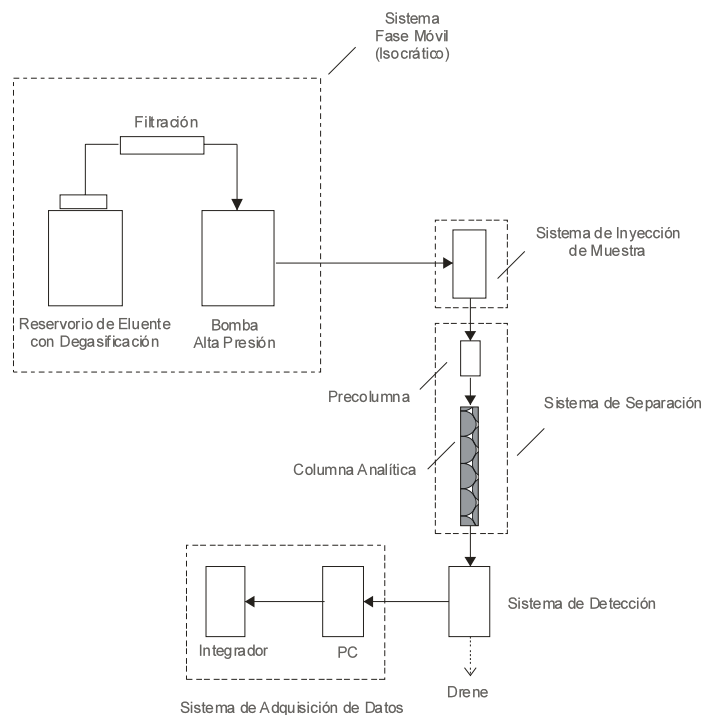 Sistema
Fase Móvil
(Isocrático)
Filtración
Reservorio de Eluente
con Degasificación
Bomba
Alta Presión
Sistema de Inyección
de Muestra
Precolumna
Sistema de Separación
Columna Analítica
Sistema de Detección
Integrador
PC
Drene
Sistema de Adquisición de Datos